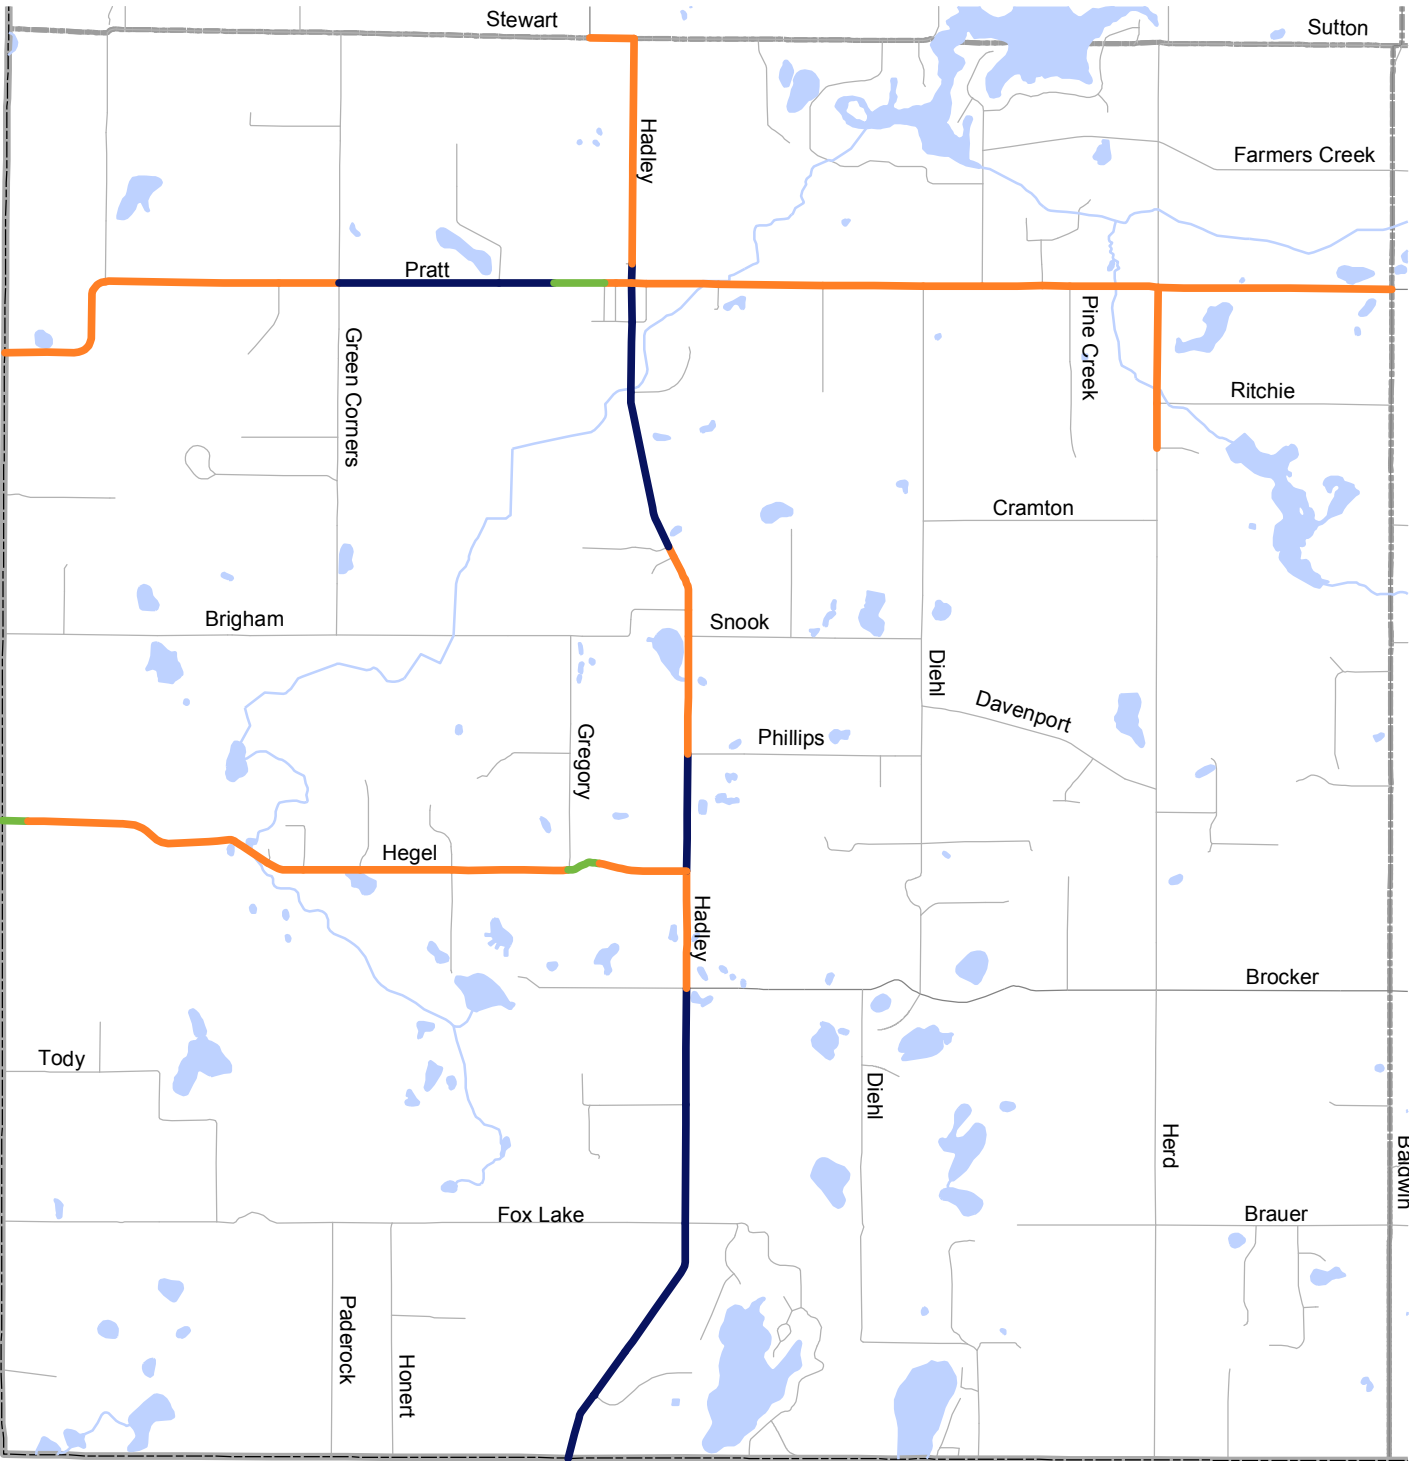 Stewart
Sutton
Hadley
Farmers Creek
Pratt
Pine Creek
Green Corners
Ritchie
Cramton
Brigham
Snook
Diehl
Davenport
Gregory
Phillips
Hegel
Hadley
Brocker
Tody
Diehl
Herd
Baldwin
Fox Lake
Brauer
Paderock
Honert